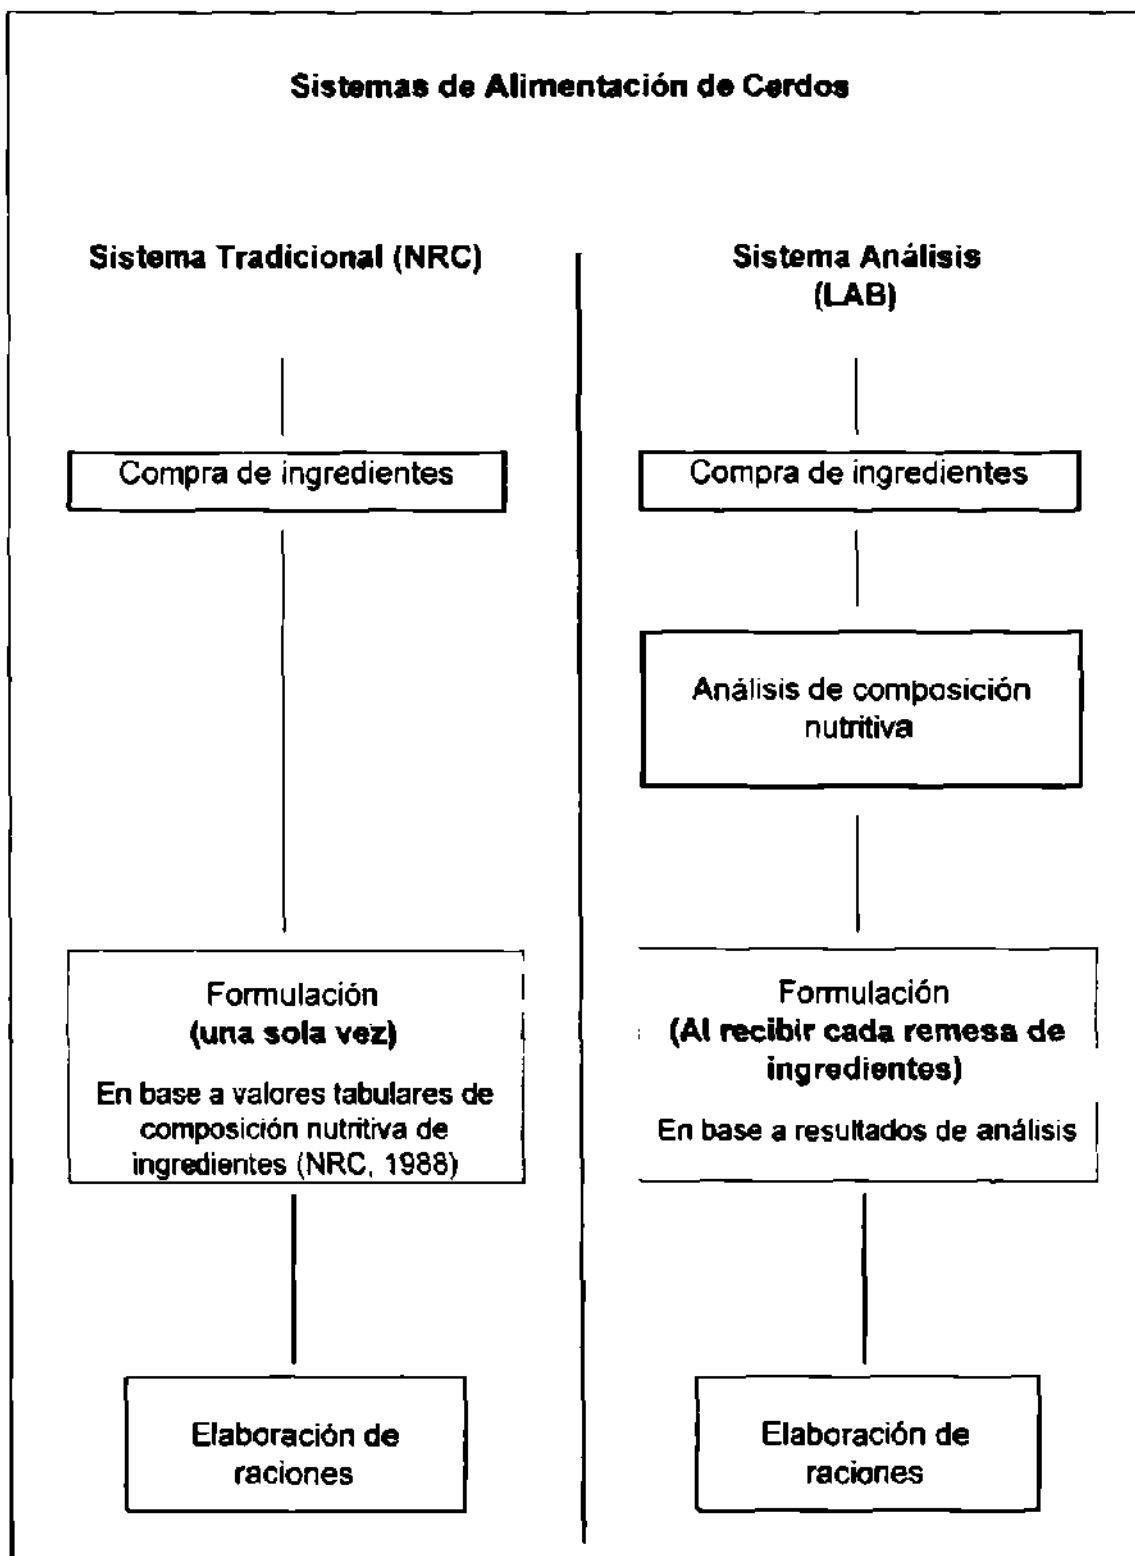 Sistemas de Alimentación de Cerdos
Sistema Tradicional (NRC)
Compra de ingredientes
Formulación
(una sola vez)
En base a valores tabulares de
composición nutritiva de
ingredientes (NRC, 1988)
Elaboración de
raciones
Sistema Análisis
(LAB)
Compra de ingredientes
Análisis de composición
nutritiva
Formulación
(Al recibir cada remesa de
ingredientes)
En base a resultados de análisis
Elaboración de
raciones